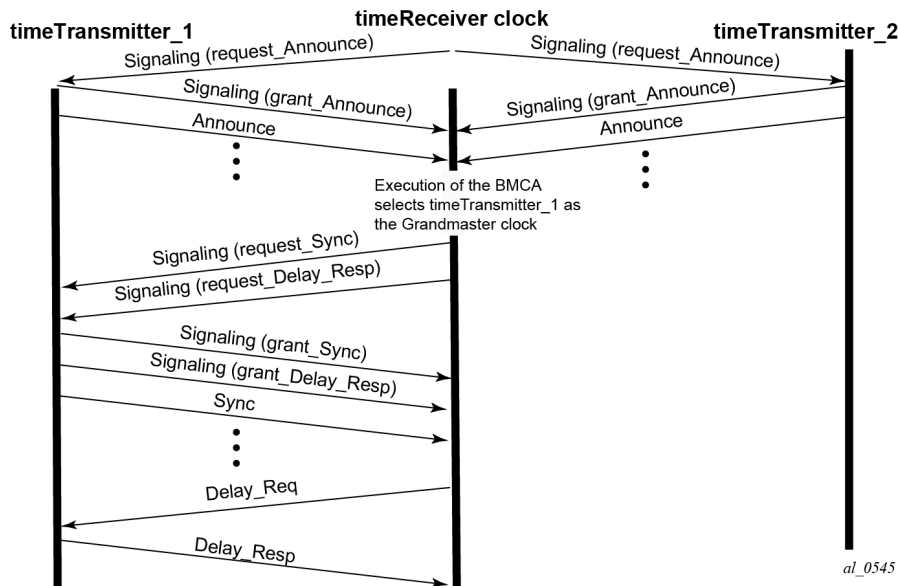 timeTransmitter_1
timeReceiver clock
timeTransmitter_2
Signaling (request_Announce)
Signaling (request_Announce)
Signaling (grant_Announce)
Signaling (grant_Announce)
Announce
Announce
Execution of the BMCA
selects timeTransmitter_1 as
the Grandmaster clock
Signaling (request_Sync)
Signaling (request_Delay_Resp)
Signaling (grant_Sync)
Signaling (grant_Delay_Resp)
Sync
Delay_Req
Delay_Resp
al_0545